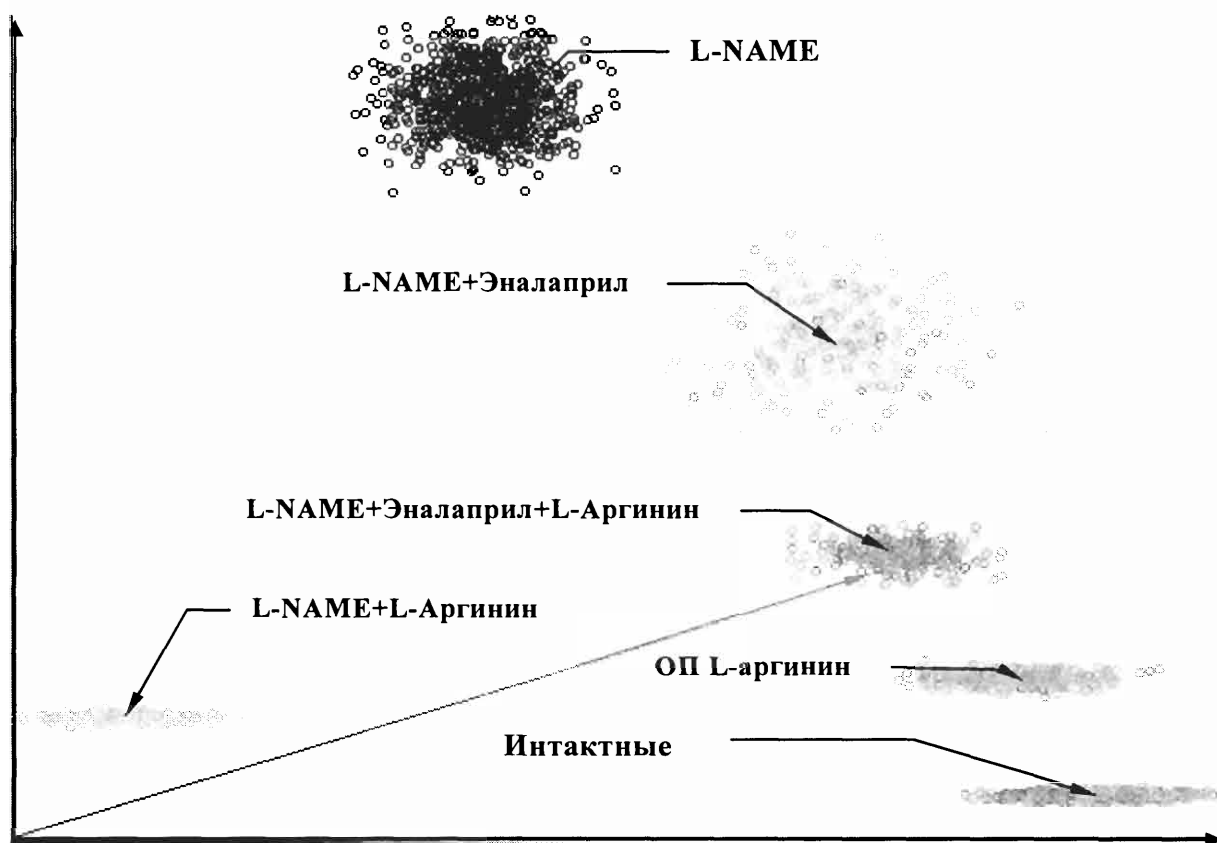 L-NAME
L-NAME+Эналаприл
L-NAME+Эналаприл+L-Аргинин
L-NAME+L-Аргинин
ОП L-аргинин
Интактные